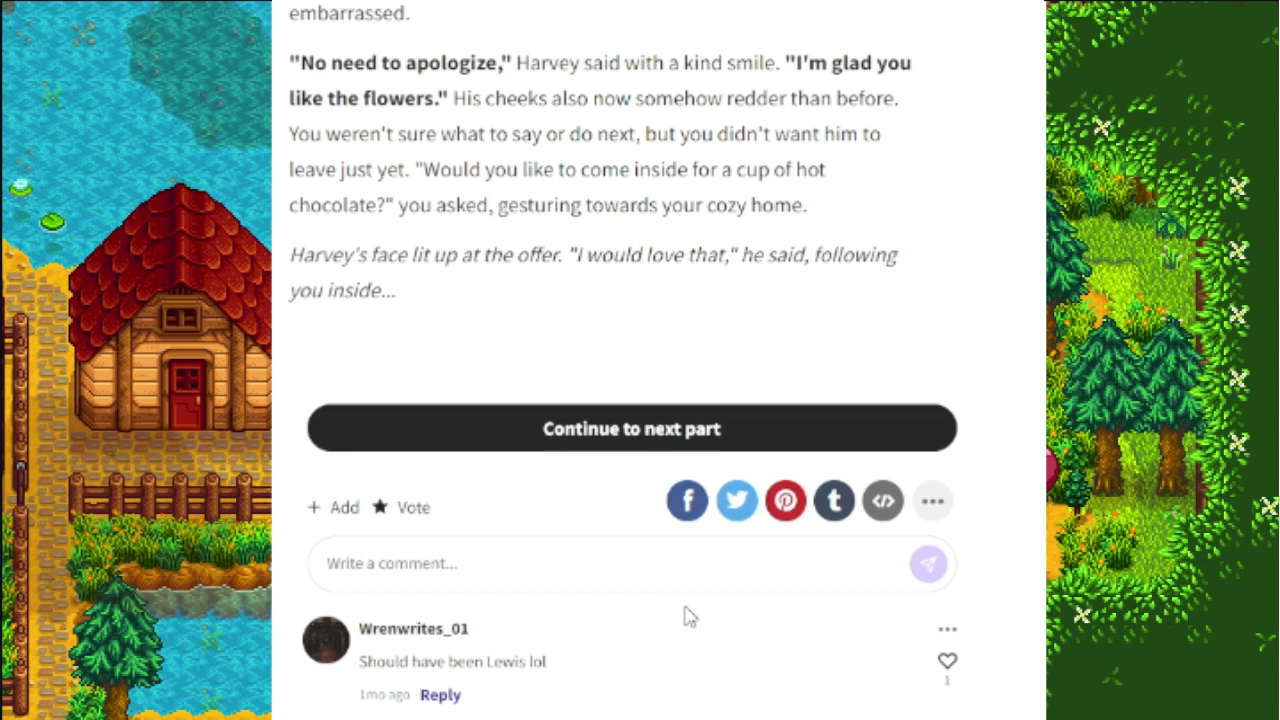 embarrassed.
"No need to apologize," Harvey said with a kind smile. "I'm glad you
like the flowers." His cheeks also now somehow redder than before.
You weren't sure what to say or do next, but you didn't want him to
leave just yet. "Would you like to come inside for a cup of hot
chocolate?" you asked, gesturing towards your cozy home.
Harvey's face lit up at the offer. "I would love that," he said, following
you inside...
Continue to next part
+ Add ★ Vote
Write a comment...
Wrenwrites_01
Should have been Lewis lol
1
1mo ago Reply